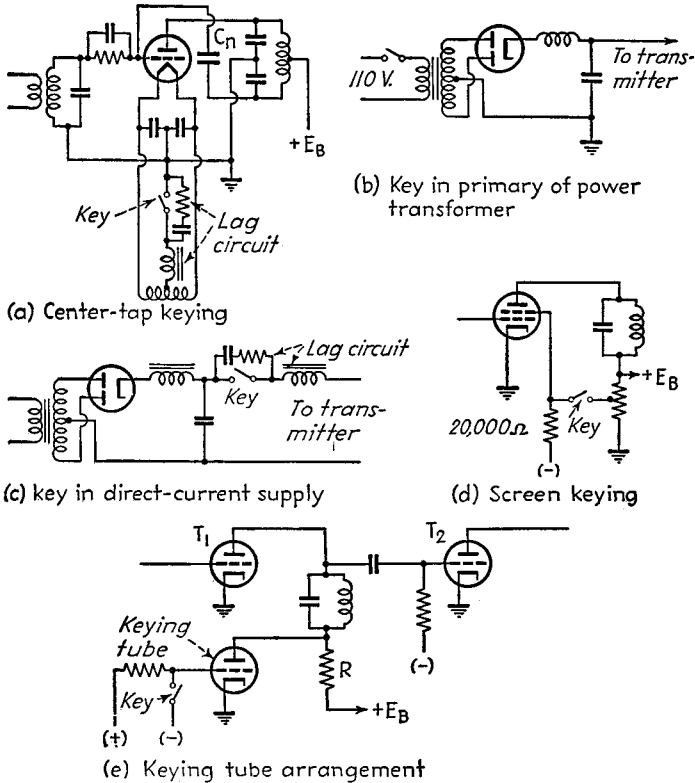 Cn
+EB
Key
Lag
circuit
(a) Center-tap keying
110 V.
To trans-
mitter
(b) Key in primary of power
transformer
Lag circuit
Key
To trans-
mitter
(c) key in direct-current supply
+EB
20,000Ω
Key
(-)
(d) Screen keying
T1
T2
Keying
tube
R
(-)
Key
+EB
(+)
(-)
(e) Keying tube arrangement